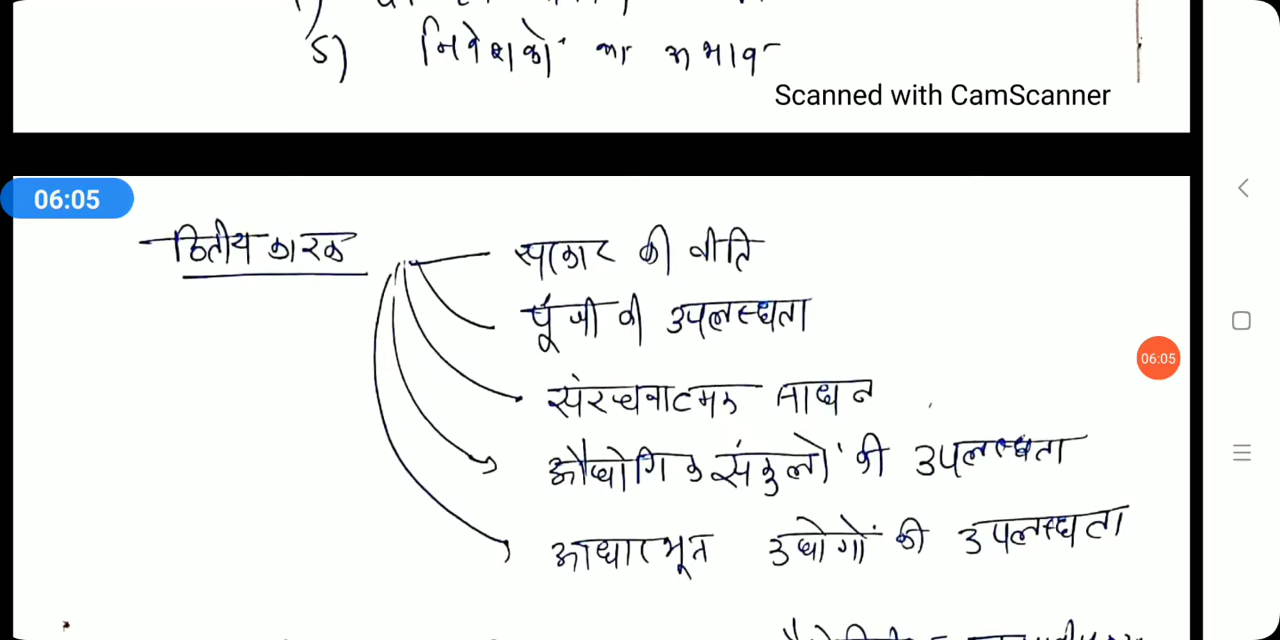 5) निवेशकों का अभाव
Scanned with CamScanner
06:05
द्वितीय कारक
सरकार की नीति
पूंजी की उपलब्धता
06:05
संरचनात्मक साधन
औद्योगिक संकुलों की उपलब्धता
आधारभूत उद्योगों की उपलब्धता